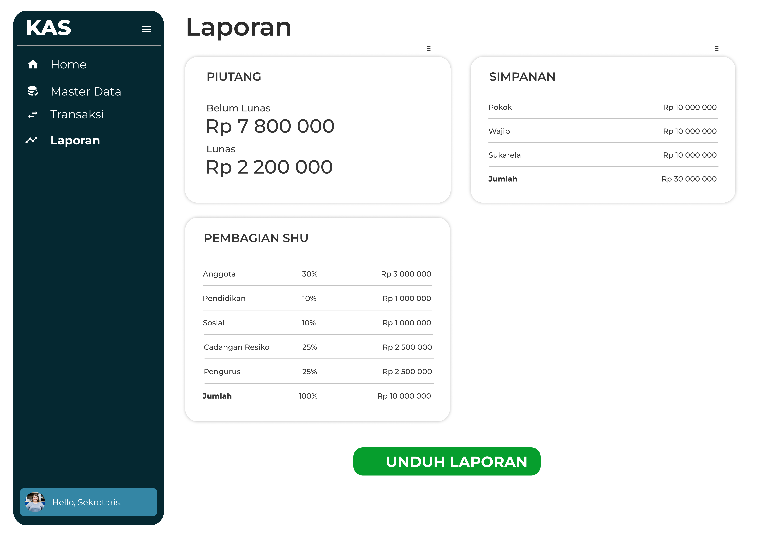 KAS
Home
Master Data
Transaksi
Laporan
Hello, Sekretaris
Laporan
PIUTANG
Belum Lunas
Rp 7 800 000
Lunas
Rp 2 200 000
SIMPANAN
Pokok Rp 10 000 000
Wajib Rp 10 000 000
Sukarela Rp 10 000 000
Jumlah Rp 30 000 000
PEMBAGIAN SHU
Anggota 30% Rp 3 000 000
Pendidikan 10% Rp 1 000 000
Sosial 10% Rp 1 000 000
Cadangan Resiko 25% Rp 2 500 000
Pengurus 25% Rp 2 500 000
Jumlah 100% Rp 10 000 000
UNDUH LAPORAN